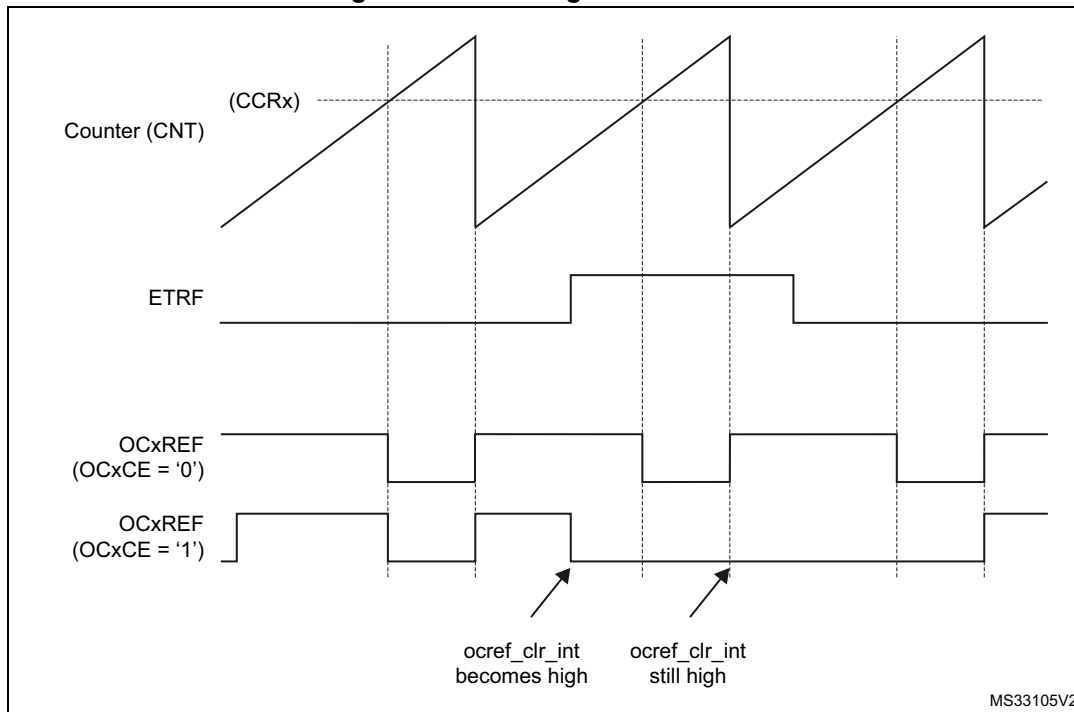 (CCRx)
Counter (CNT)
ETRF
OCxREF
(OCxCE = ‘0’)
OCxREF
(OCxCE = ‘1’)
ocref_clr_int
becomes high
ocref_clr_int
still high
MS33105V2